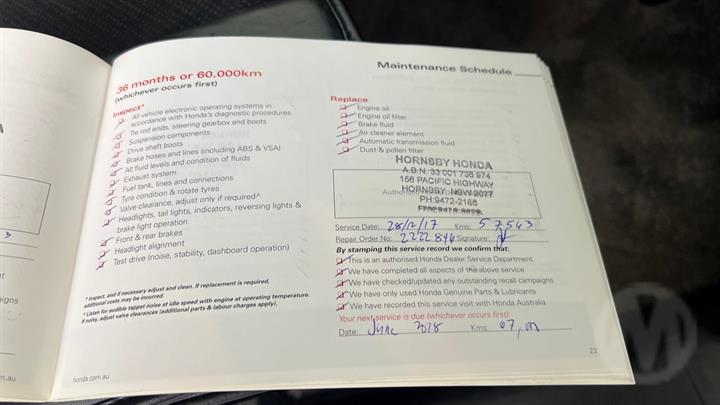 Maintenance Schedule
36 months or 60,000km
(whichever occurs first)
Inspect*
All vehicle electronic operating systems in
accordance with Honda's diagnostic procedures
Tie rod ends, steering gearbox and boots
Suspension components
Drive shaft boots
Brake hoses and lines (including ABS & VSA)
All fluid levels and condition of fluids
Exhaust system
Fuel tank, lines and connections
Tyre condition & rotate tyres
Valve clearance, adjust only if required^
Headlights, tail lights, indicators, reversing lights &
brake light operation
Front & rear brakes
Headlight alignment
Test drive (noise, stability, dashboard operation)
* Inspect, and if necessary adjust and clean. If replacement is required,
additional costs may be incurred.
^ Listen for audible tappet noise at idle speed with engine at operating temperature.
If noisy, adjust valve clearances (additional parts & labour charges apply).
honda.com.au
Replace
Engine oil
Engine oil filter
Brake fluid
Air cleaner element
Automatic transmission fluid
Dust & pollen filter
HORNSBY HONDA
A.B.N. 33 001 736 974
156 PACIFIC HIGHWAY
HORNSBY NSW 2077
PH:9472-2166
Service Date: 28/12/17 Kms: 57,543
Repair Order No: 2222846 Signature:
By stamping this service record we confirm that:
This is an authorised Honda Dealer Service Department
We have completed all aspects of the above service
We have checked/updated any outstanding recall campaigns
We have only used Honda Genuine Parts & Lubricants
We have recorded this service visit with Honda Australia
Your next service is due (whichever occurs first):
Date: June 2018 Kms: 67,
23